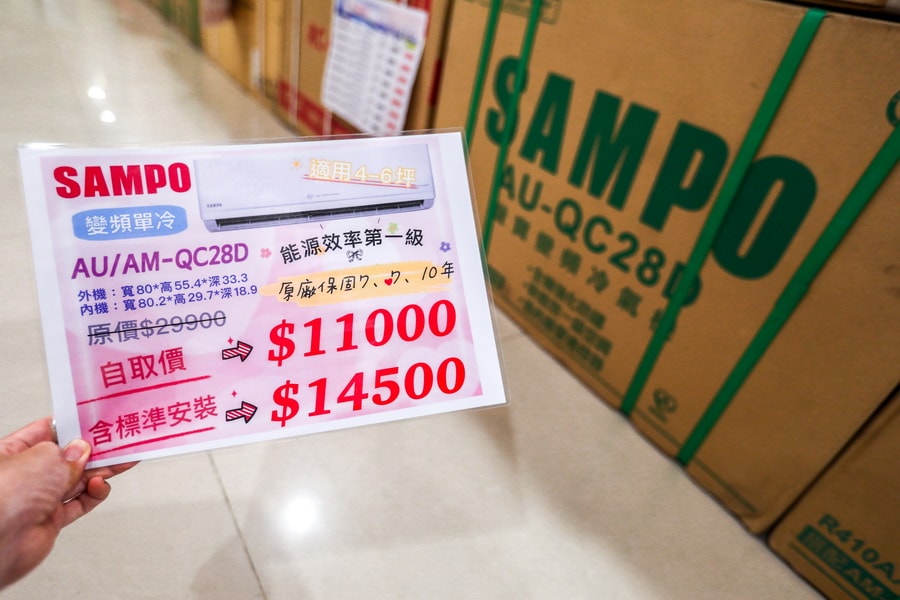 SAMPO
適用4-6坪
變頻單冷
AU/AM-QC28D
能源效率第一級
外機：寬80*高55.4*深33.3
內機：寬80.2*高29.7*深18.9
原廠保固7、7、10年
原價$29900
自取價
$11000
含標準安裝
$14500
SAMPO
AU-QC28D
R410A